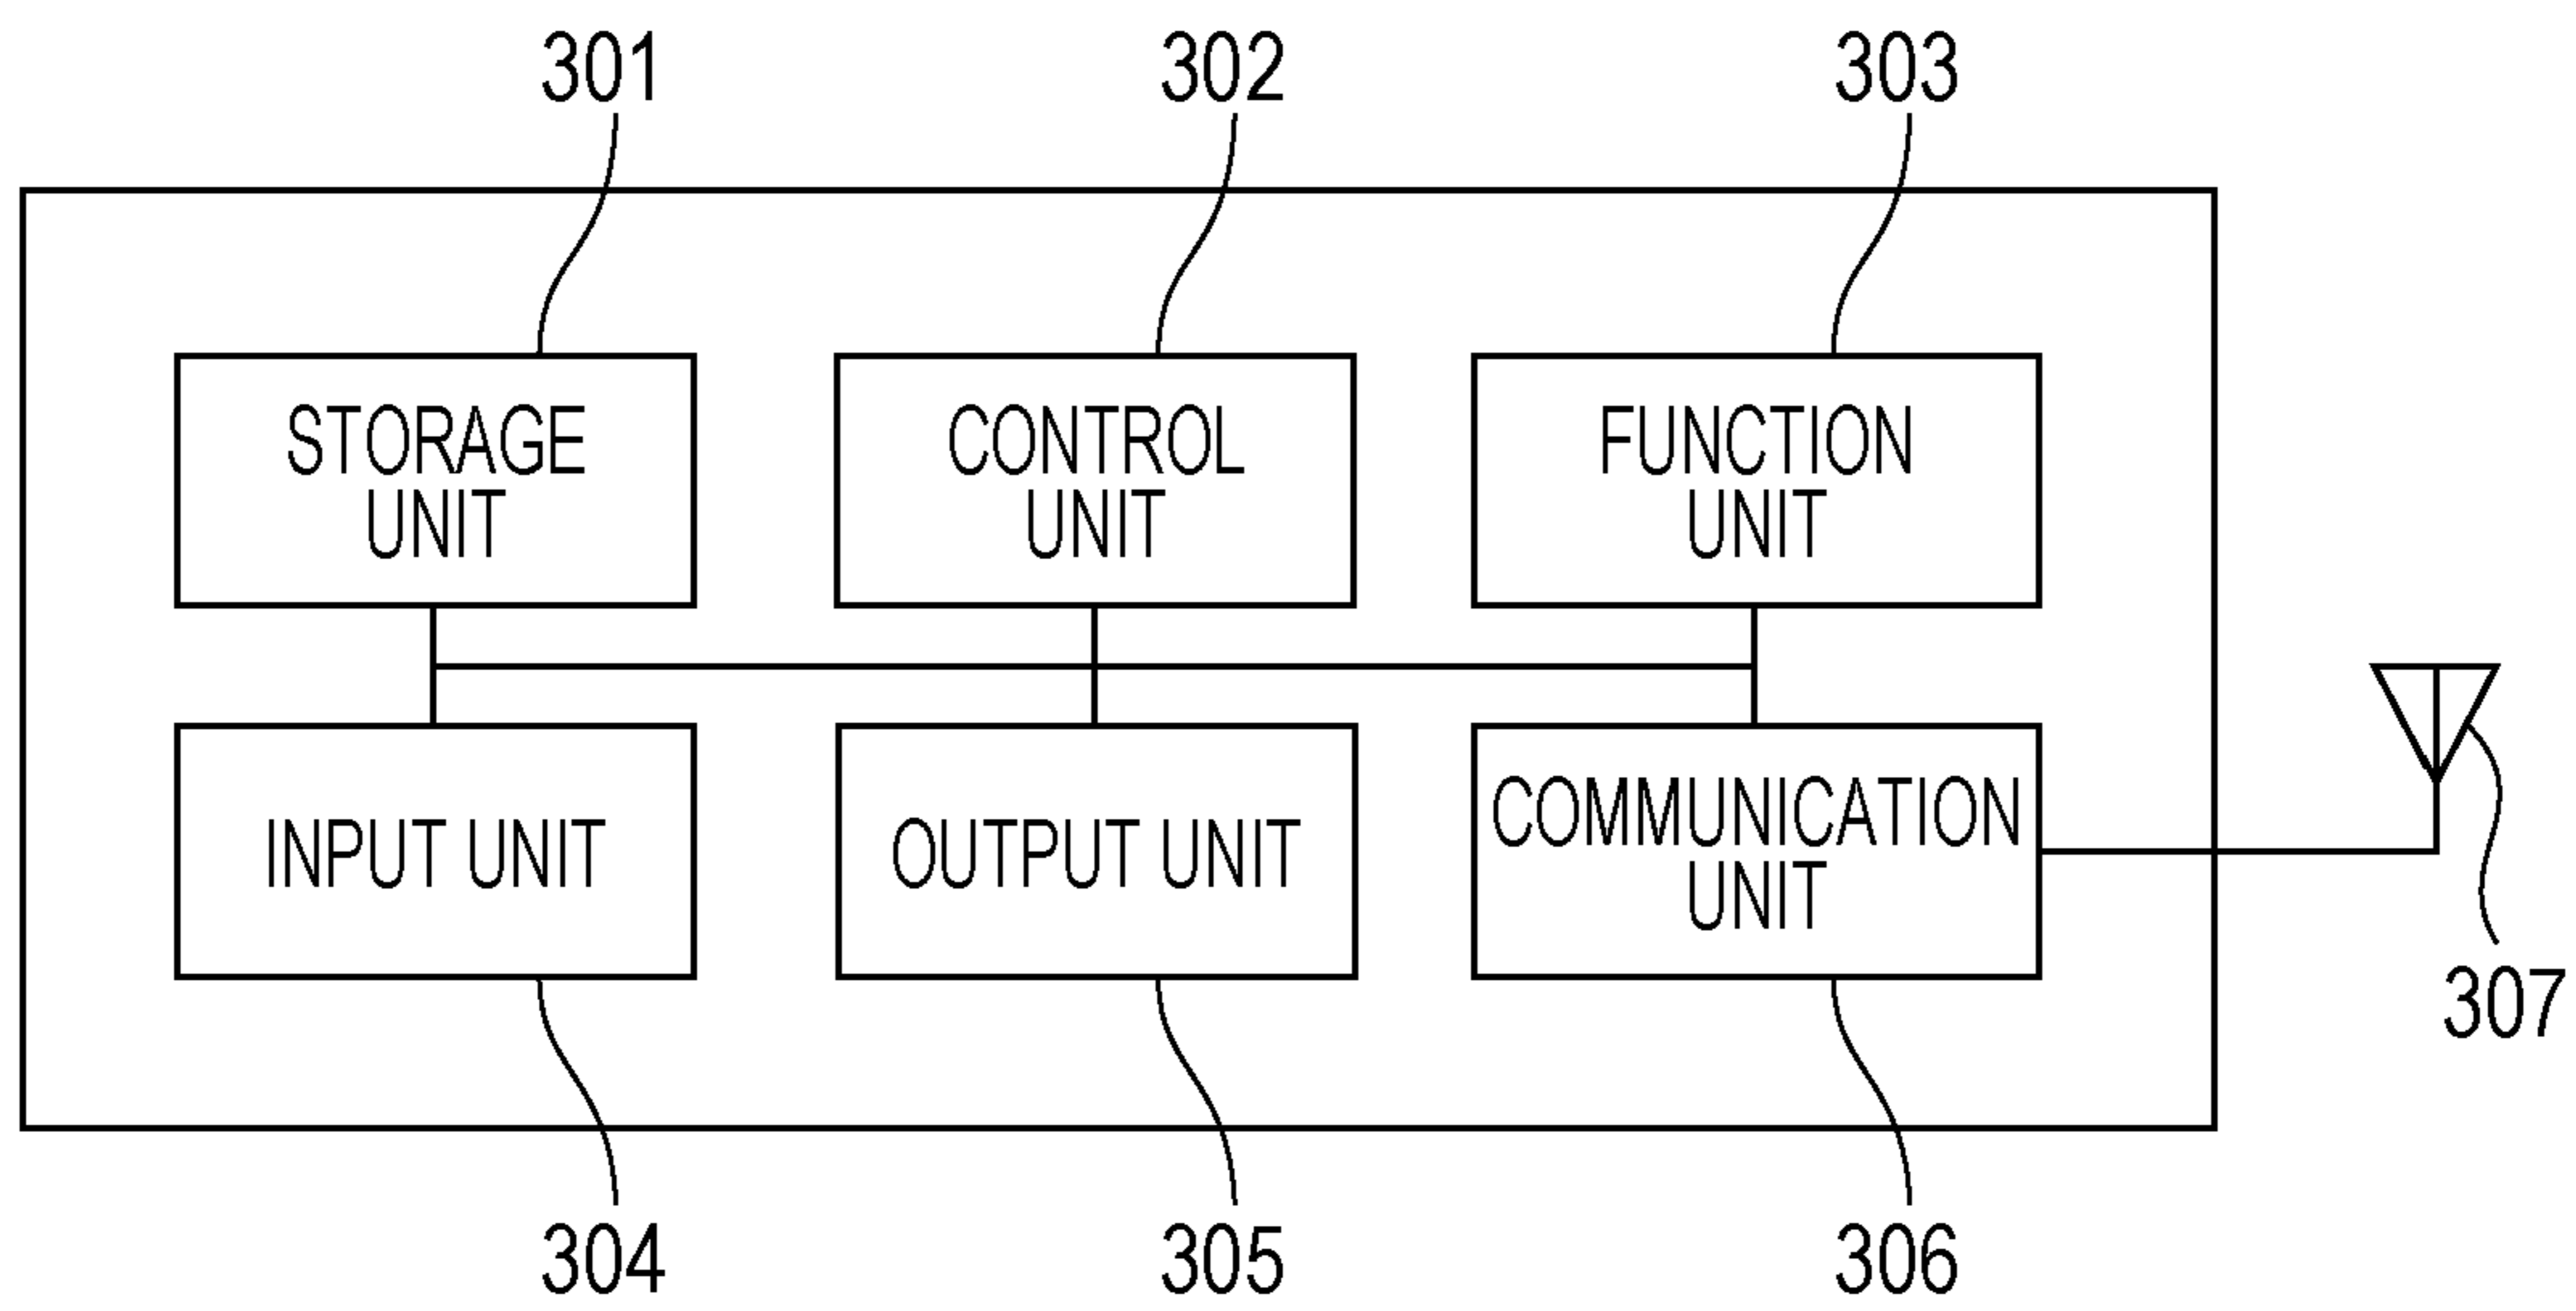 301
302
303
STORAGE
UNIT
CONTROL
UNIT
FUNCTION
UNIT
INPUT UNIT
OUTPUT UNIT
COMMUNICATION
UNIT
307
304
305
306